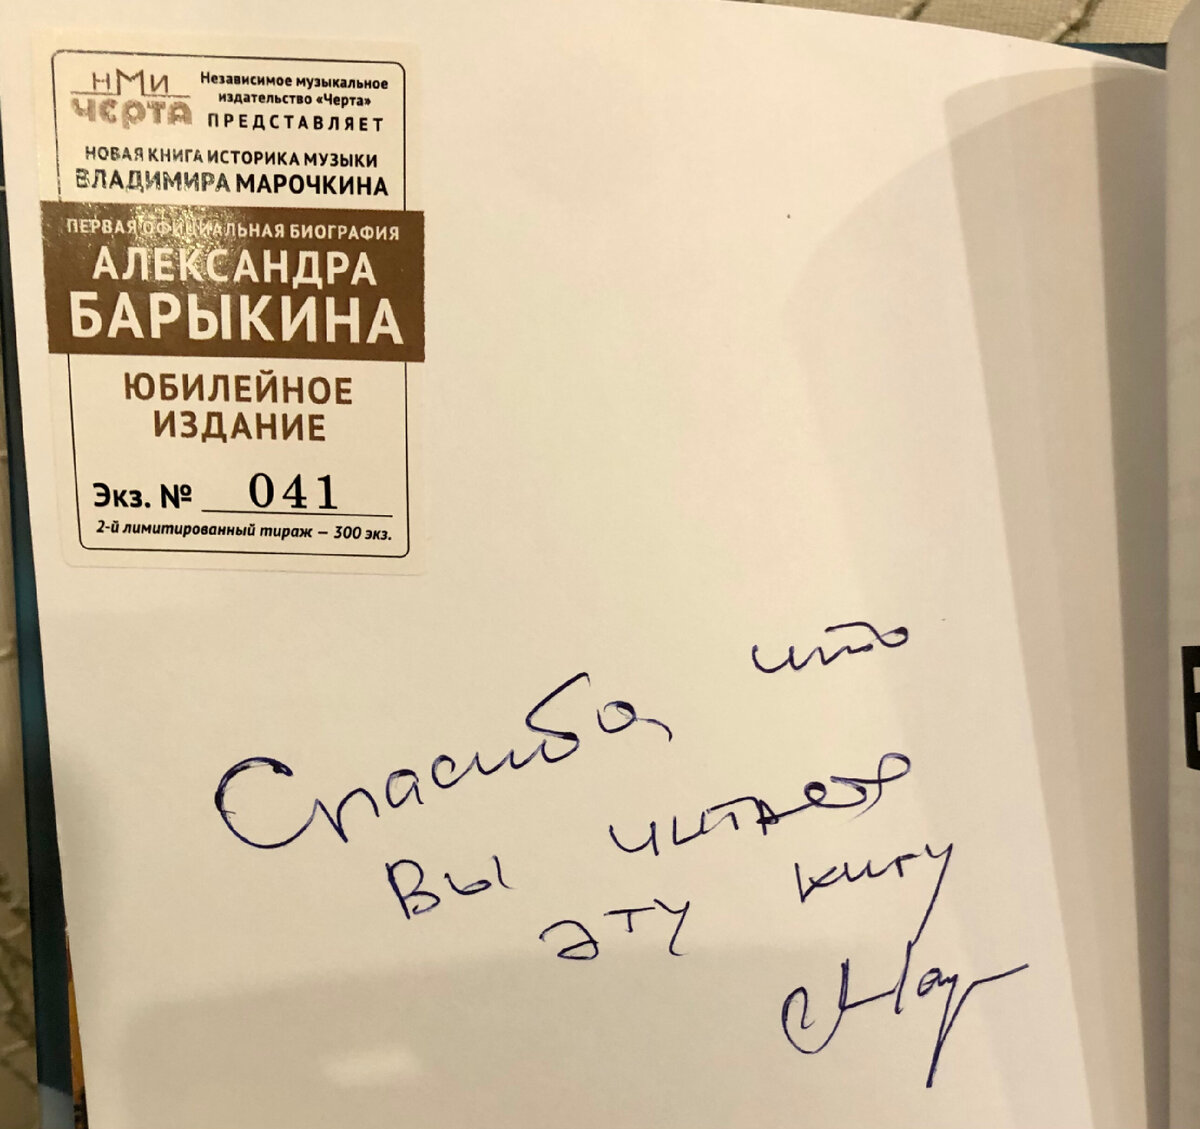 НМИ
ЧЕРТА
Независимое музыкальное
издательство «Черта»
ПРЕДСТАВЛЯЕТ
НОВАЯ КНИГА ИСТОРИКА МУЗЫКИ
ВЛАДИМИРА МАРОЧКИНА
ПЕРВАЯ ОФИЦИАЛЬНАЯ БИОГРАФИЯ
АЛЕКСАНДРА
БАРЫКИНА
ЮБИЛЕЙНОЕ
ИЗДАНИЕ
Экз. № 041
2-й лимитированный тираж — 300 экз.
Спасибо, что
Вы читаете
эту книгу